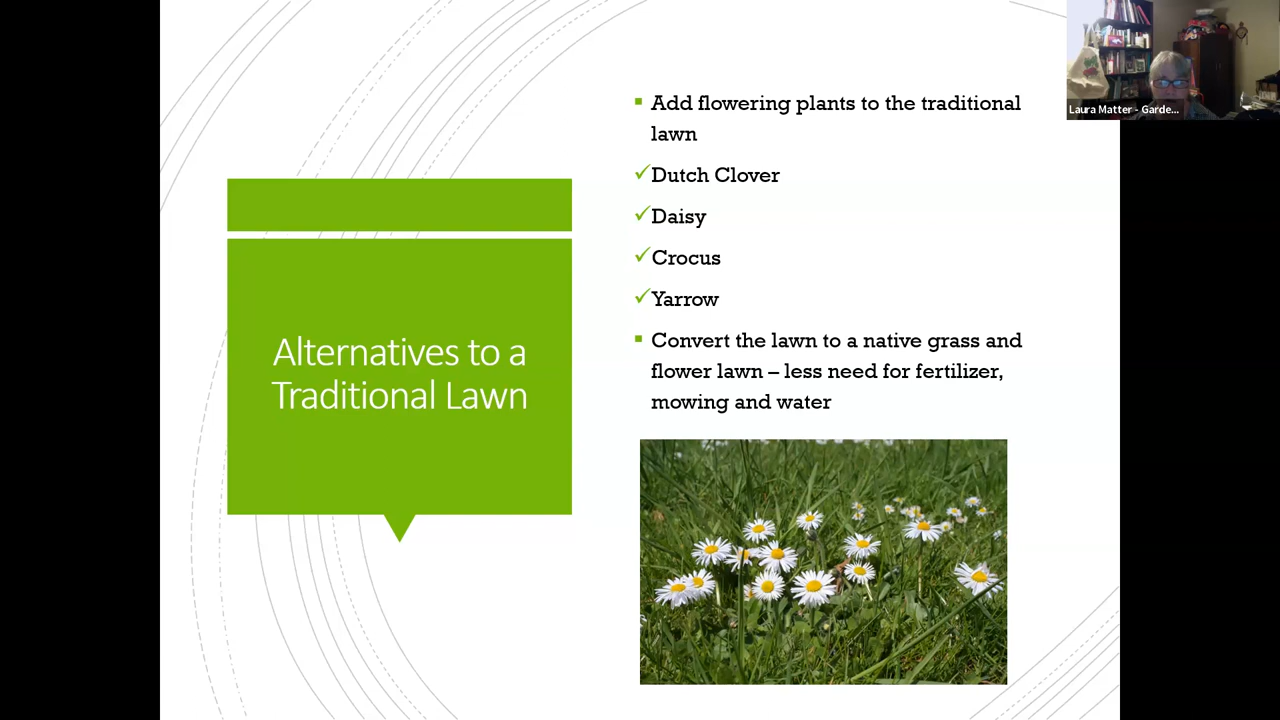 Alternatives to a
Traditional Lawn
Add flowering plants to the traditional
lawn
Dutch Clover
Daisy
Crocus
Yarrow
Convert the lawn to a native grass and
flower lawn – less need for fertilizer,
mowing and water
Laura Matter - Garde...